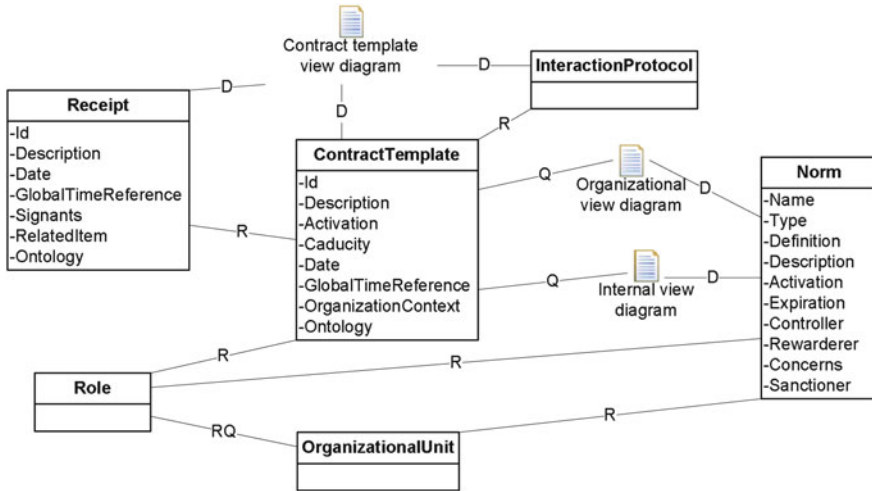 Contract template
view diagram
D
D
D
InteractionProtocol
R
Receipt
-Id
-Description
-Date
-GlobalTimeReference
-Signants
-RelatedItem
-Ontology
R
ContractTemplate
-Id
-Description
-Activation
-Caducity
-Date
-GlobalTimeReference
-OrganizationContext
-Ontology
Q
Organizational
view diagram
D
Q
Internal view
diagram
D
Norm
-Name
-Type
-Definition
-Description
-Activation
-Expiration
-Controller
-Rewarderer
-Concerns
-Sanctioner
R
R
Role
RQ
R
OrganizationalUnit